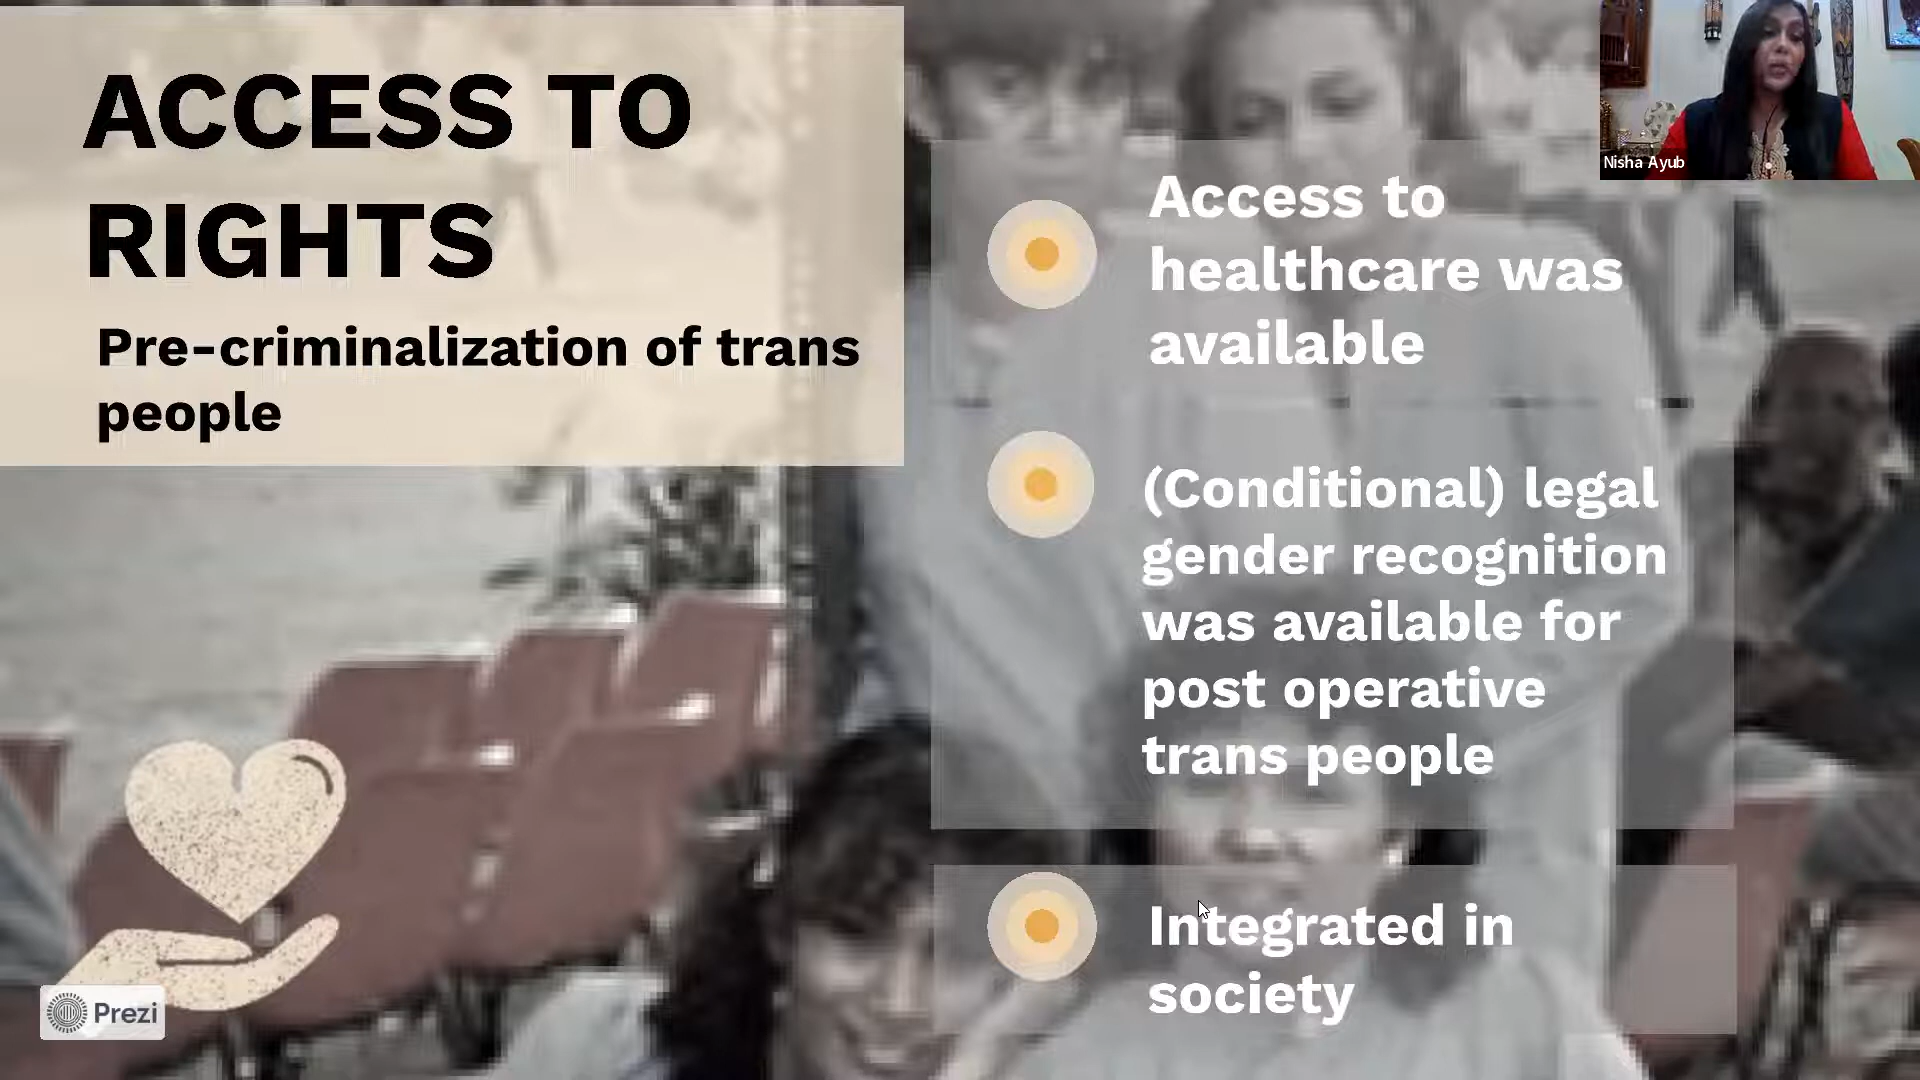 ACCESS TO
RIGHTS
Pre-criminalization of trans
people
Nisha Ayub
Access to
healthcare was
available
(Conditional) legal
gender recognition
was available for
post operative
trans people
Integrated in
society
Prezi